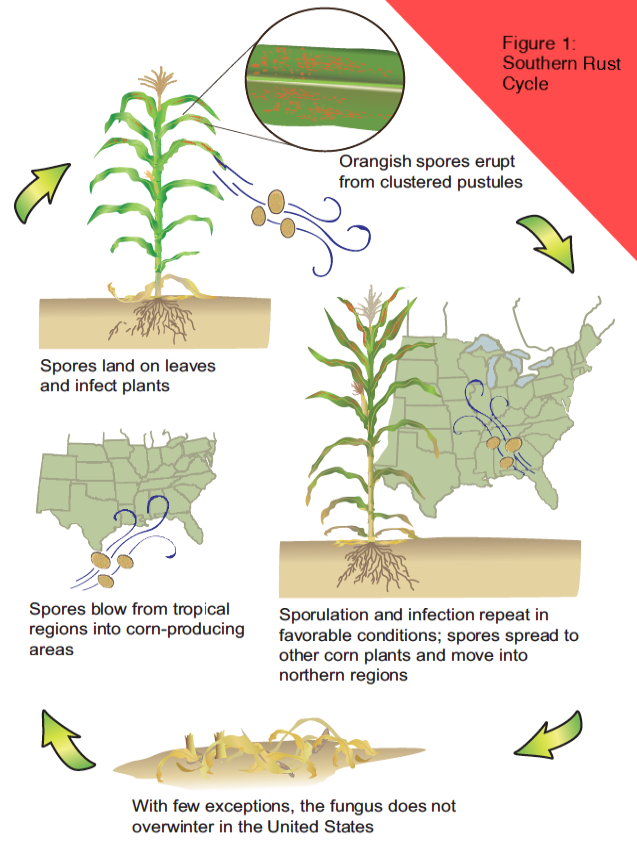 Figure 1:
Southern Rust
Cycle
Orangish spores erupt
from clustered pustules
Spores land on leaves
and infect plants
Spores blow from tropical
regions into corn-producing
areas
Sporulation and infection repeat in
favorable conditions; spores spread to
other corn plants and move into
northern regions
With few exceptions, the fungus does not
overwinter in the United States